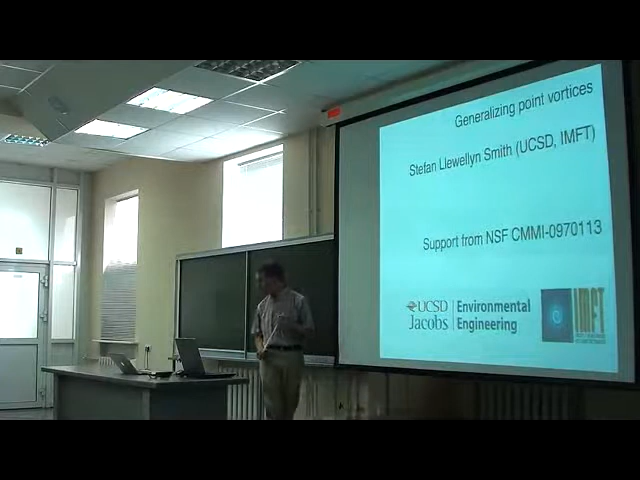 Generalizing point vortices
Stefan Llewellyn Smith (UCSD, IMFT)
Support from NSF CMMI-0970113
UCSD
Jacobs
Environmental
Engineering
IMFT